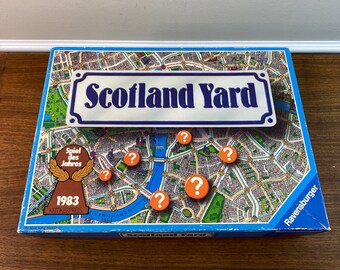 Scotland Yard
Spiel
des
Jahres
1983
?
?
?
?
?
?
Ravensburger